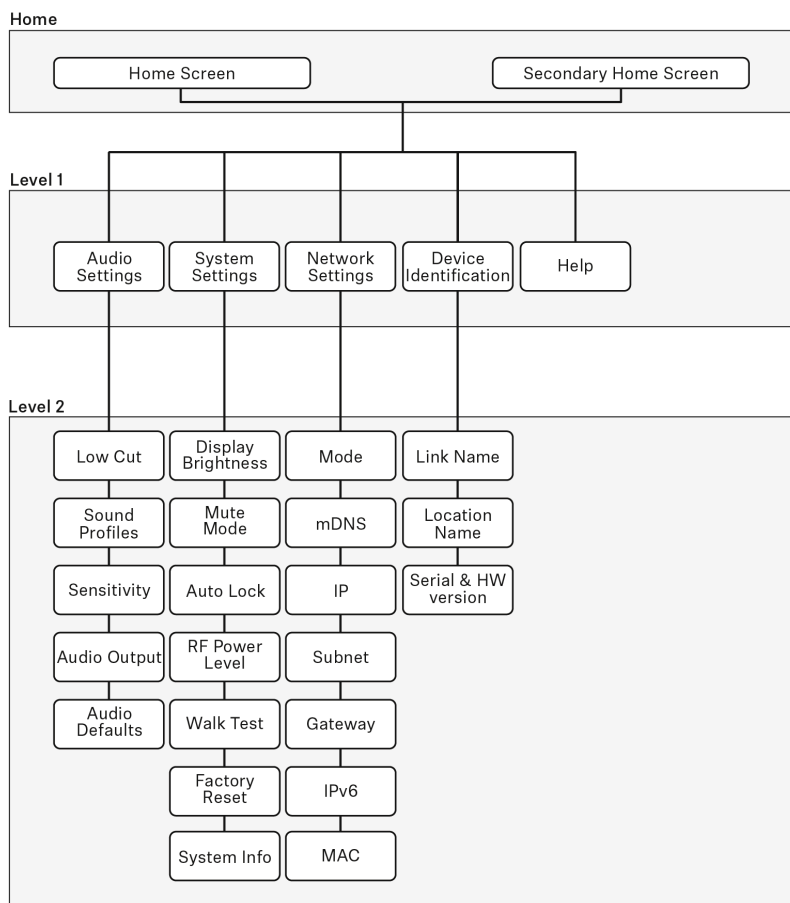 Home
Home Screen
Secondary Home Screen
Level 1
Audio
Settings
System
Settings
Network
Settings
Device
Identification
Help
Level 2
Low Cut
Sound
Profiles
Sensitivity
Audio Output
Audio
Defaults
Display
Brightness
Mute
Mode
Auto Lock
RF Power
Level
Walk Test
Factory
Reset
System Info
Mode
mDNS
IP
Subnet
Gateway
IPv6
MAC
Link Name
Location
Name
Serial & HW
version